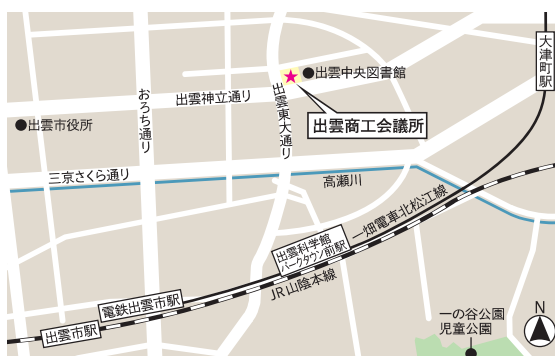 大津町駅
出雲中央図書館
出雲神立通り
おろち通り
出雲東大通り
出雲商工会議所
出雲市役所
三京さくら通り
高瀬川
一畑電車北松江線
出雲科学館
パークタウン前駅
JR山陰本線
電鉄出雲市駅
出雲市駅
一の谷公園
児童公園
N